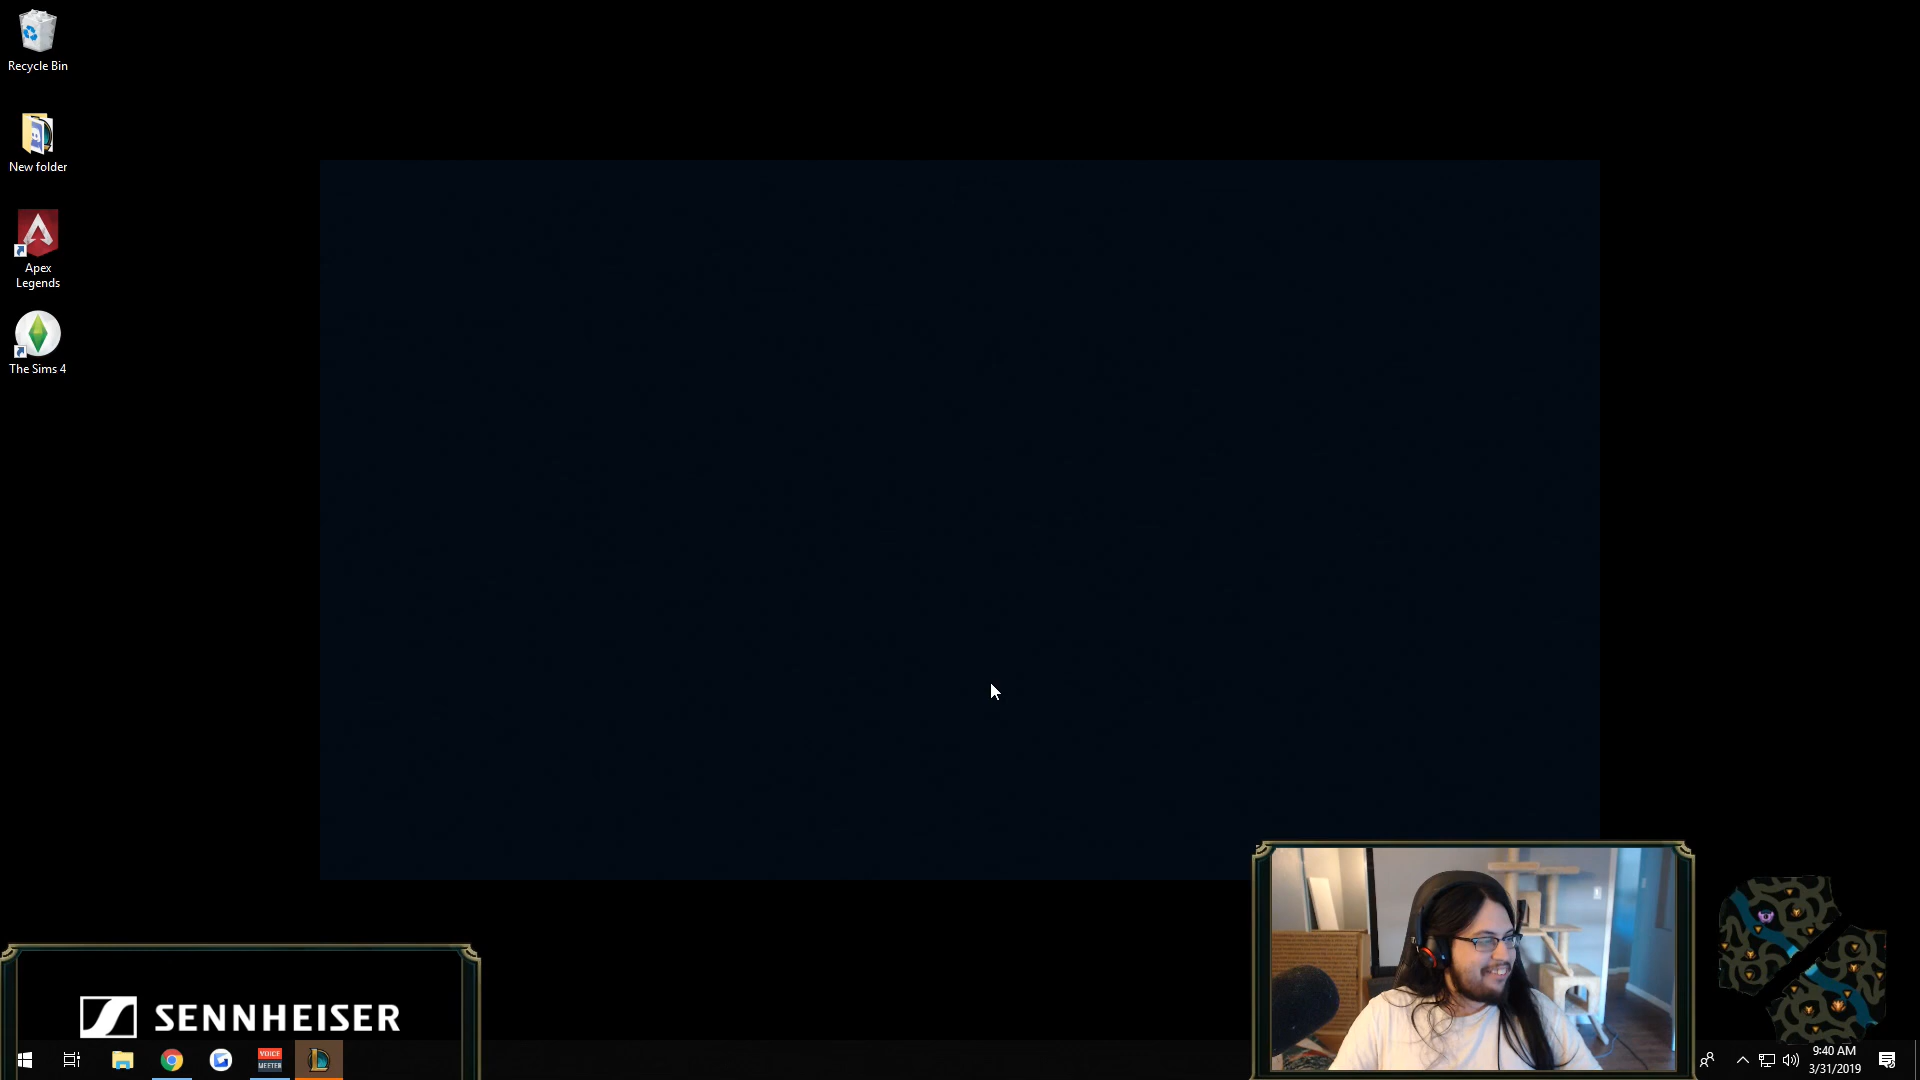 Recycle Bin
New folder
Apex
Legends
The Sims 4
SENNHEISER
VOICE
MEETER
9:40 AM
3/31/2019